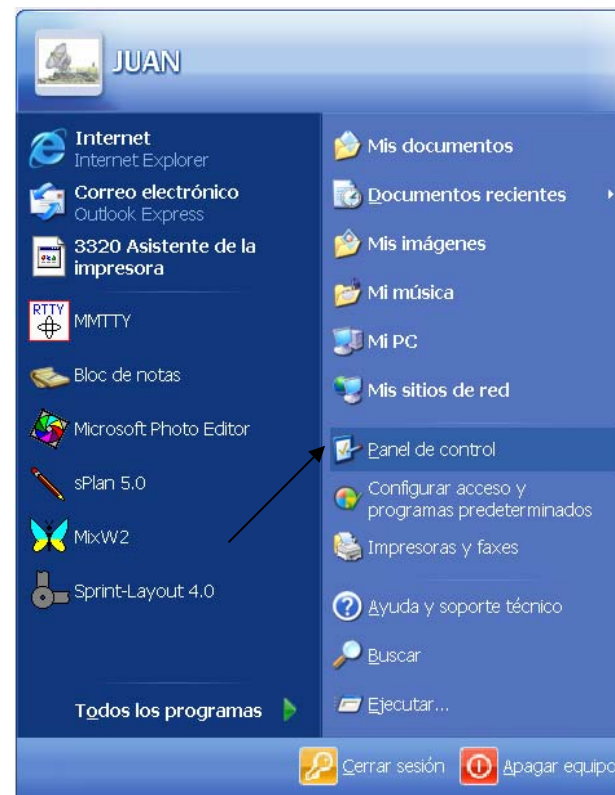 JUAN
Internet
Internet Explorer
Correo electrónico
Outlook Express
3320 Asistente de la
impresora
RTTY
MMTTY
Bloc de notas
Microsoft Photo Editor
sPlan 5.0
MixW2
Sprint-Layout 4.0
Todos los programas
Mis documentos
Documentos recientes
Mis imágenes
Mi música
Mi PC
Mis sitios de red
Panel de control
Configurar acceso y
programas predeterminados
Impresoras y faxes
Ayuda y soporte técnico
Buscar
Ejecutar...
Cerrar sesión
Apagar equipo